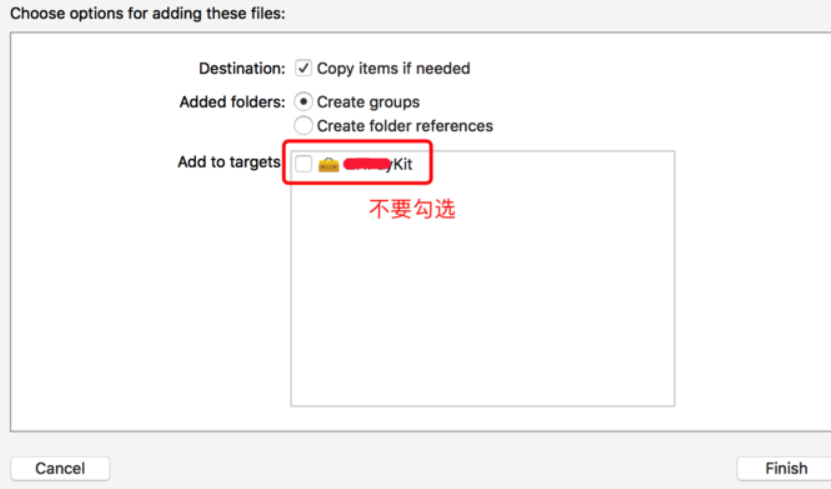 Choose options for adding these files:
Destination: Copy items if needed
Added folders: Create groups
Create folder references
Add to targets
Kit
不要勾选
Cancel
Finish